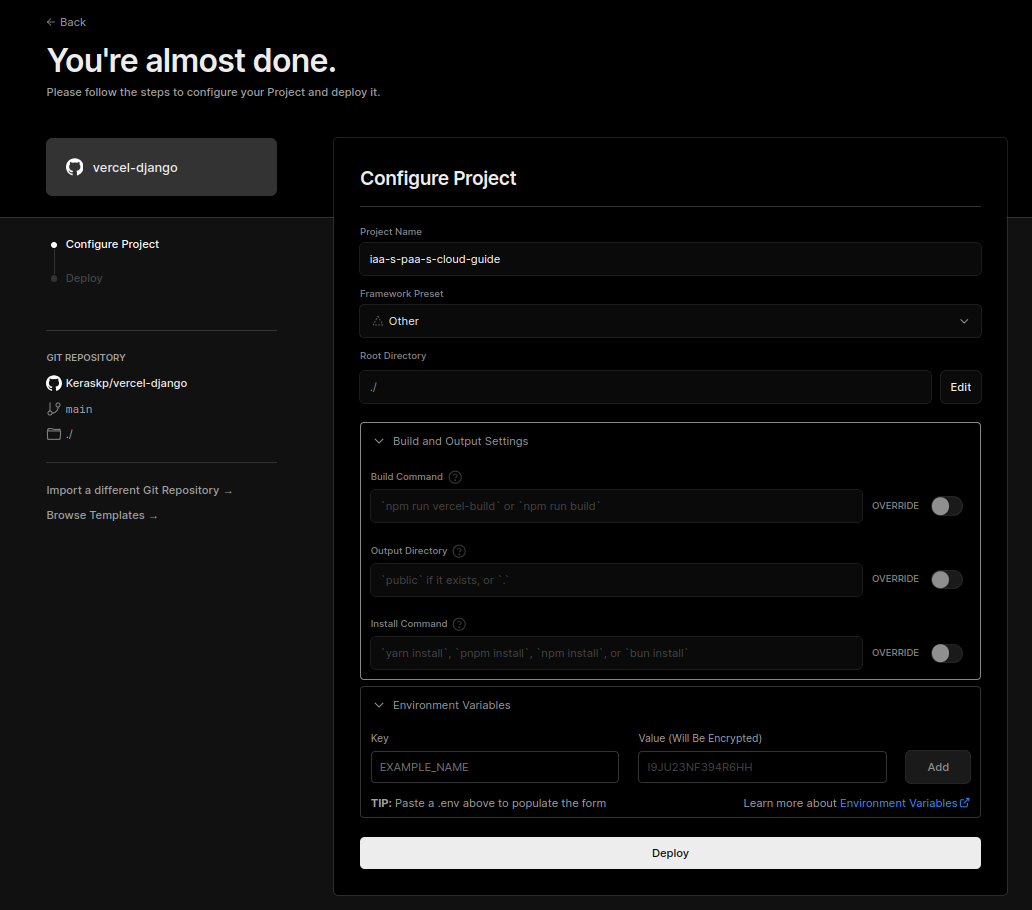 ← Back
You're almost done.
Please follow the steps to configure your Project and deploy it.
vercel-django
Configure Project
Deploy
GIT REPOSITORY
Keraskp/vercel-django
main
./
Import a different Git Repository →
Browse Templates →
Configure Project
Project Name
iaa-s-paa-s-cloud-guide
Framework Preset
Other
Root Directory
./
Edit
Build and Output Settings
Build Command ?
`npm run vercel-build` or `npm run build`
OVERRIDE
Output Directory ?
`public` if it exists, or `.`
OVERRIDE
Install Command ?
`yarn install`, `pnpm install`, `npm install`, or `bun install`
OVERRIDE
Environment Variables
Key
Value (Will Be Encrypted)
EXAMPLE_NAME
I9JU23NF394R6HH
Add
TIP: Paste a .env above to populate the form
Learn more about Environment Variables
Deploy